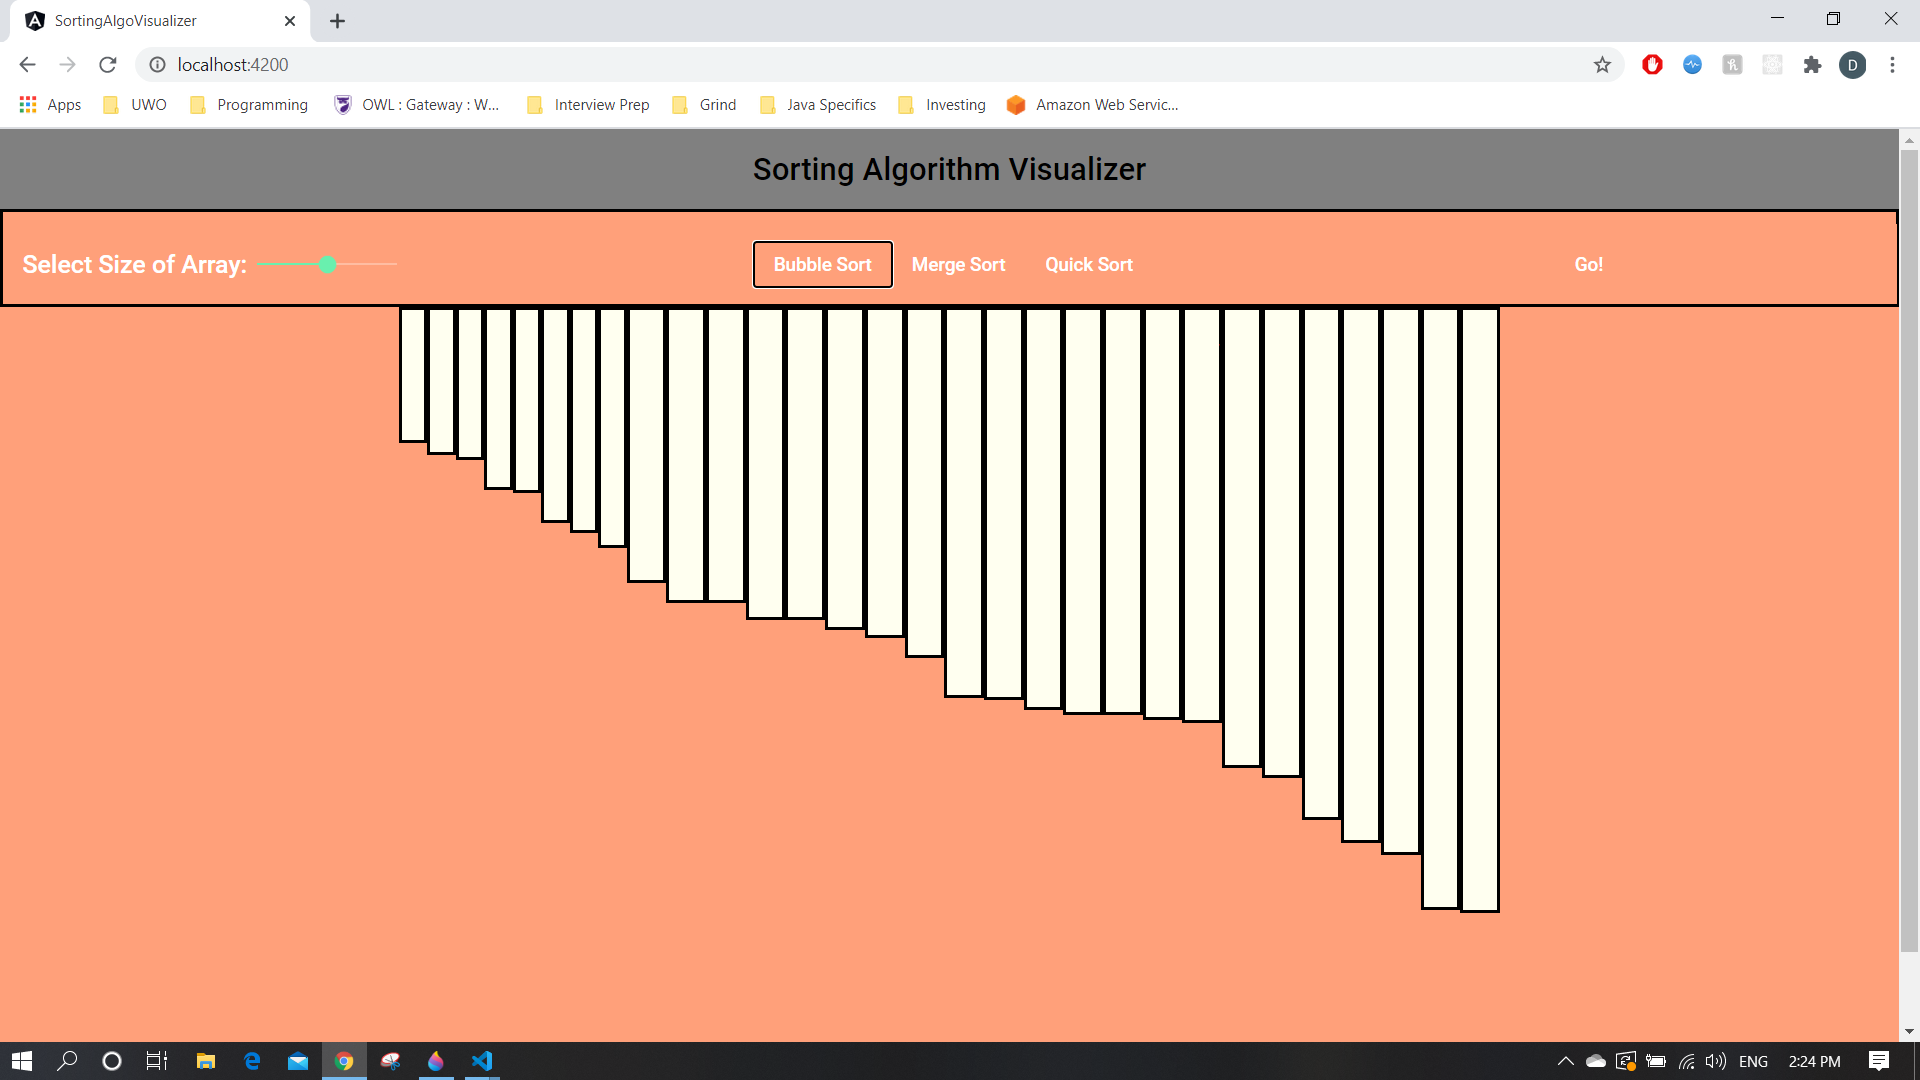 SortingAlgoVisualizer
localhost:4200
D
Apps UWO Programming OWL : Gateway : W... Interview Prep Grind Java Specifics Investing Amazon Web Servic...
Sorting Algorithm Visualizer
Select Size of Array: Bubble Sort Merge Sort Quick Sort Go!
ENG 2:24 PM